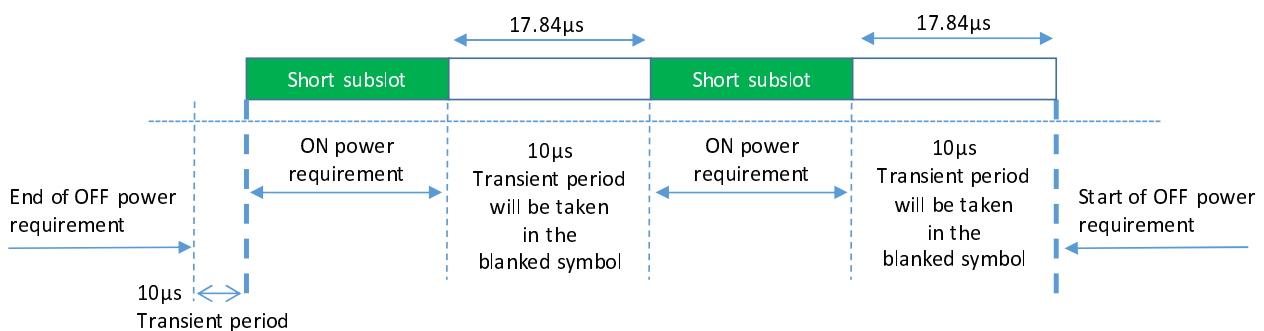 17.84µs
17.84µs
Short subslot
Short subslot
ON power
requirement
10µs
Transient period
will be taken
in the
blanked symbol
ON power
requirement
10µs
Transient period
will be taken
in the
blanked symbol
End of OFF power
requirement
Start of OFF power
requirement
10µs
Transient period